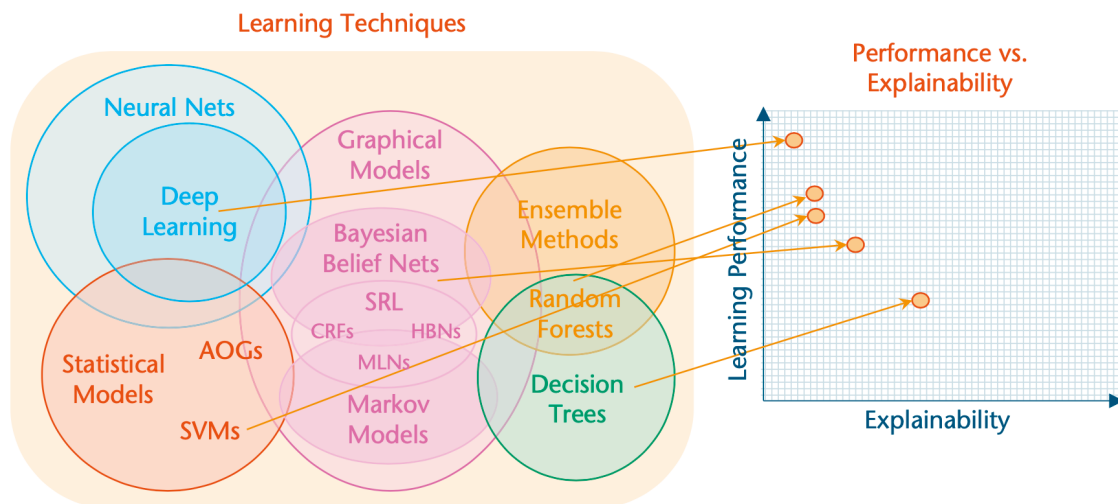 Learning Techniques
Neural Nets
Deep
Learning
Graphical
Models
Bayesian
Belief Nets
SRL
CRFs
HBNs
MLNs
Markov
Models
Ensemble
Methods
Random
Forests
Decision
Trees
Statistical
Models
AOGs
SVMs
Performance vs.
Explainability
Learning Performance
Explainability